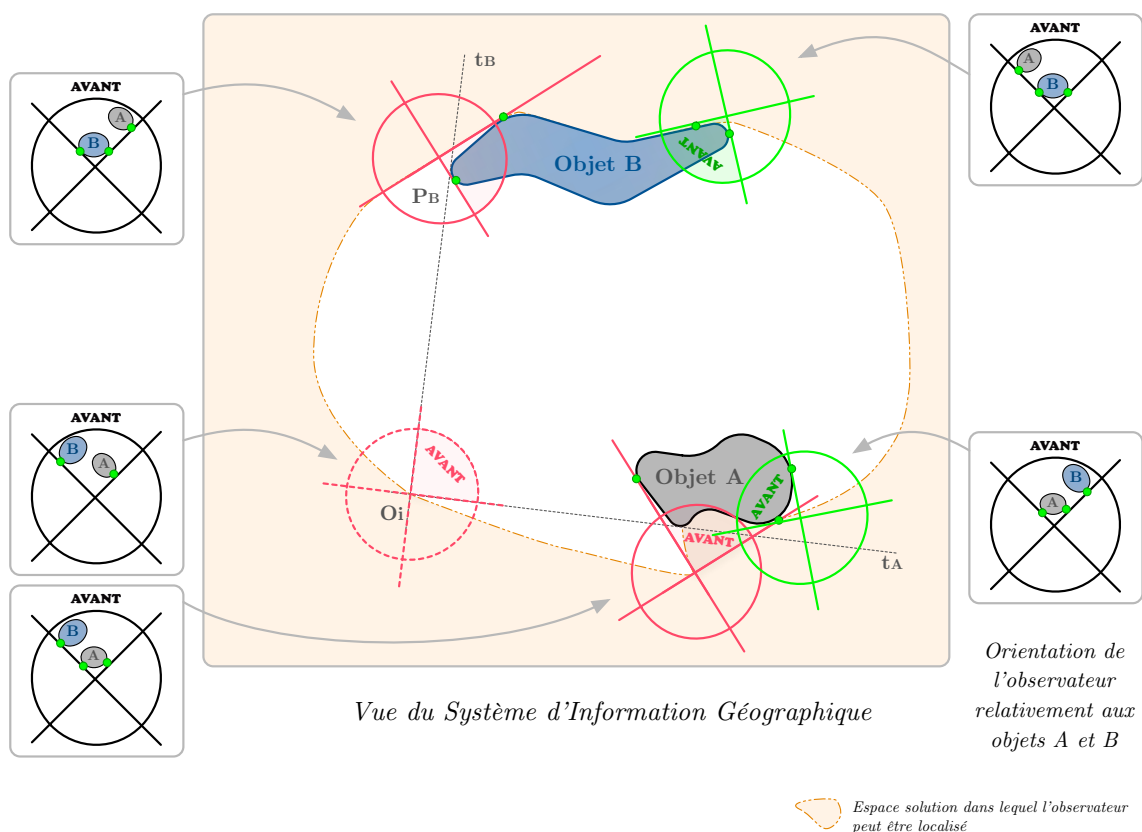 AVANT
A
B
AVANT
B
A
AVANT
B
A
tB
PB
Objet B
AVANT
Oi
AVANT
Objet A
AVANT
AVANT
tA
Vue du Système d'Information Géographique
AVANT
A
B
AVANT
B
A
Orientation de
l'observateur
relativement aux
objets A et B
Espace solution dans lequel l'observateur
peut être localisé